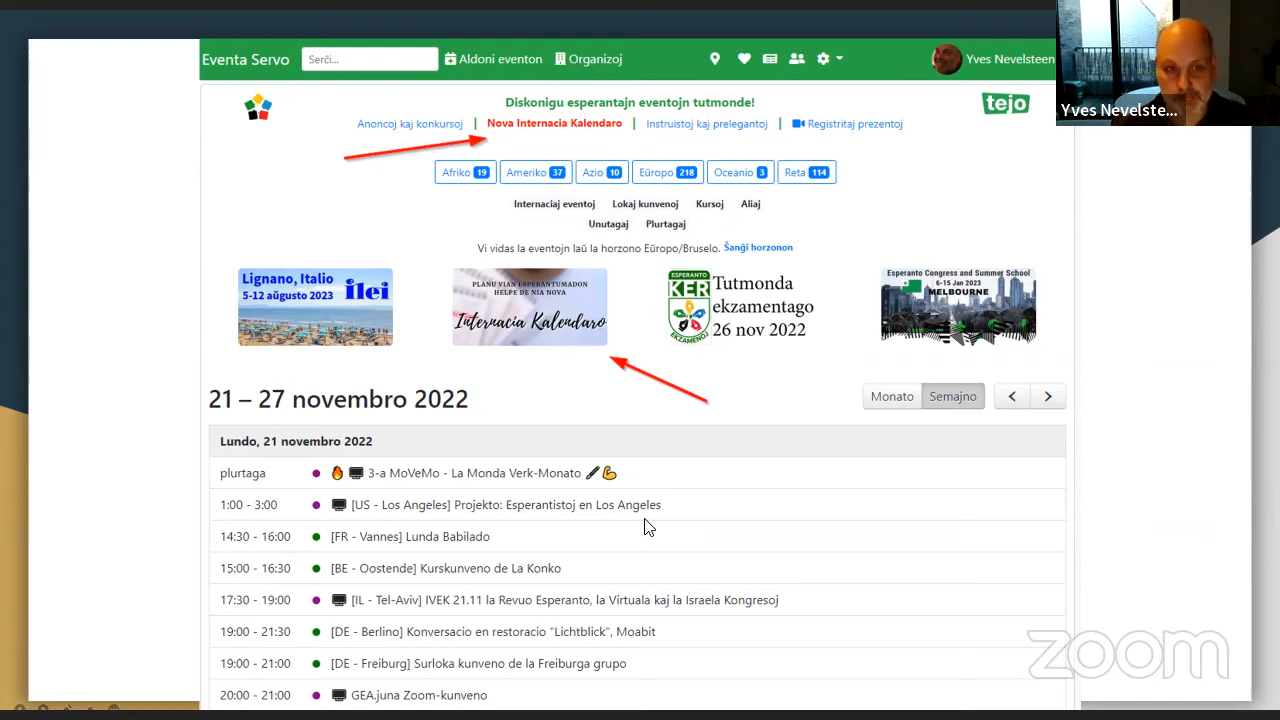 Eventa Servo Serĉi... Aldoni eventon Organizoj Yves Nevelsteen
Yves Nevelste...
Diskonigu esperantajn eventojn tutmonde!
tejo
Anoncoj kaj konkursoj | Nova Internacia Kalendaro | Instruistoj kaj prelegantoj | Registritaj prezentoj
Afriko 19 Ameriko 37 Azio 10 Eŭropo 218 Oceanio 3 Reta 114
Internaciaj eventoj Lokaj kunvenoj Kursoj Aliaj
Unutagaj Plurtagaj
Vi vidas la eventojn laŭ la horzono Eŭropo/Bruselo. Ŝanĝi horzonon
Lignano, Italio
5-12 aŭgusto 2023
ilei
PLANU VIAN ESPERANTUMADON
HELPE DE NIA NOVA
Internacia Kalendaro
ESPERANTO
KER
EKZAMENOJ
Tutmonda
ekzamentago
26 nov 2022
Esperanto Congress and Summer School
6-15 Jan 2023
MELBOURNE
21 – 27 novembro 2022
Monato Semajno
Lundo, 21 novembro 2022
plurtaga 3-a MoVeMo - La Monda Verk-Monato
1:00 - 3:00 [US - Los Angeles] Projekto: Esperantistoj en Los Angeles
14:30 - 16:00 [FR - Vannes] Lunda Babilado
15:00 - 16:30 [BE - Oostende] Kurskunveno de La Konko
17:30 - 19:00 [IL - Tel-Aviv] IVEK 21.11 la Revuo Esperanto, la Virtuala kaj la Israela Kongresoj
19:00 - 21:30 [DE - Berlino] Konversacio en restoracio "Lichtblick", Moabit
19:00 - 21:00 [DE - Freiburg] Surloka kunveno de la Freiburga grupo
20:00 - 21:00 GEA.juna Zoom-kunveno
zoom